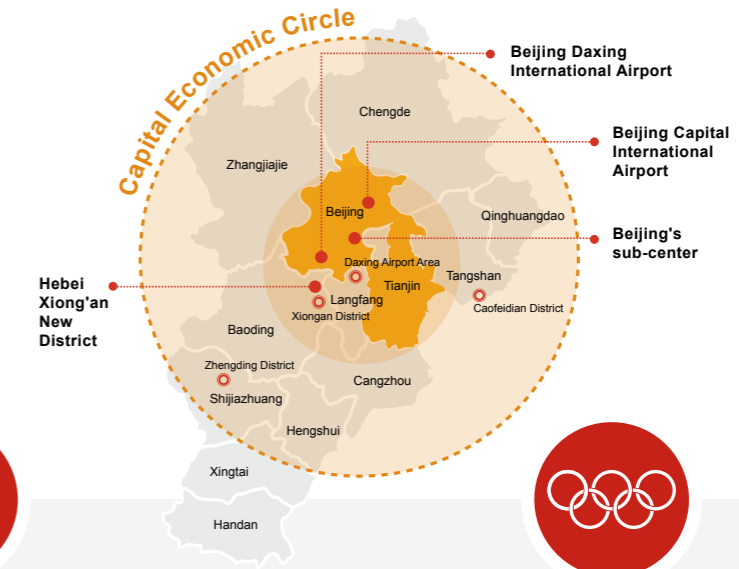 Capital Economic Circle
Beijing Daxing
International Airport
Chengde
Beijing Capital
International
Airport
Zhangjiajie
Beijing
Qinghuangdao
Beijing's
sub-center
Daxing Airport Area
Tangshan
Tianjin
Hebei
Xiong'an
New
District
Langfang
Xiongan District
Caofeidian District
Baoding
Zhengding District
Cangzhou
Shijiazhuang
Hengshui
Xingtai
Handan